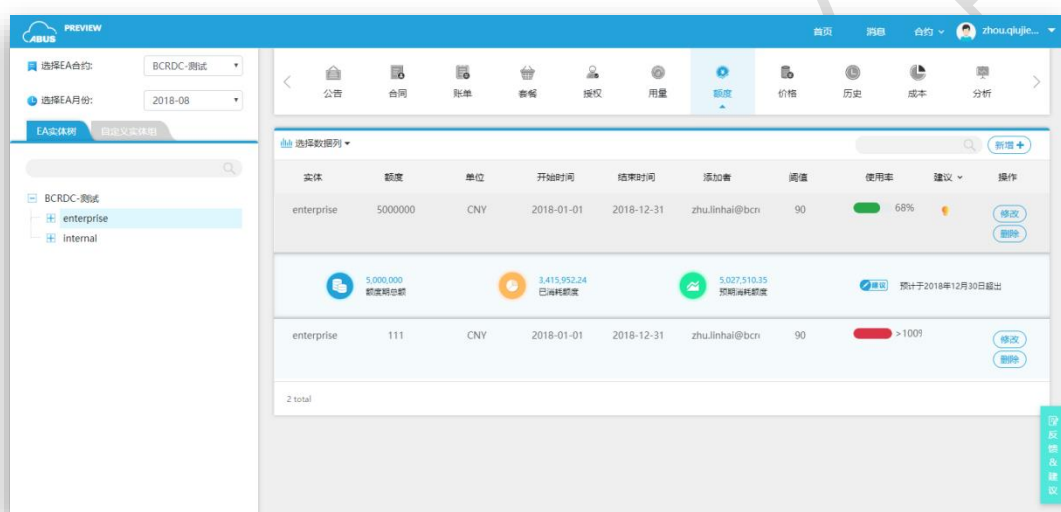 ABUS PREVIEW 首页 消息 合约 zhou.qiujie...
选择EA合约: BCRDC-测试
选择EA月份: 2018-08
公告 合同 账单 套餐 授权 用量 额度 价格 历史 成本 分析
EA实体树 自定义实体组
选择数据列 新增
实体 额度 单位 开始时间 结束时间 添加者 阈值 使用率 建议 操作
BCRDC-测试
enterprise
internal
enterprise 5000000 CNY 2018-01-01 2018-12-31 zhu.linhai@bcn 90 68% 修改
删除
5,000,000 3,415,952.24 5,027,510.35
额度期总额 已消耗额度 预期消耗额度 建议 预计于2018年12月30日超出
enterprise 111 CNY 2018-01-01 2018-12-31 zhu.linhai@bcn 90 >100% 修改
删除
2 total
反馈&建议